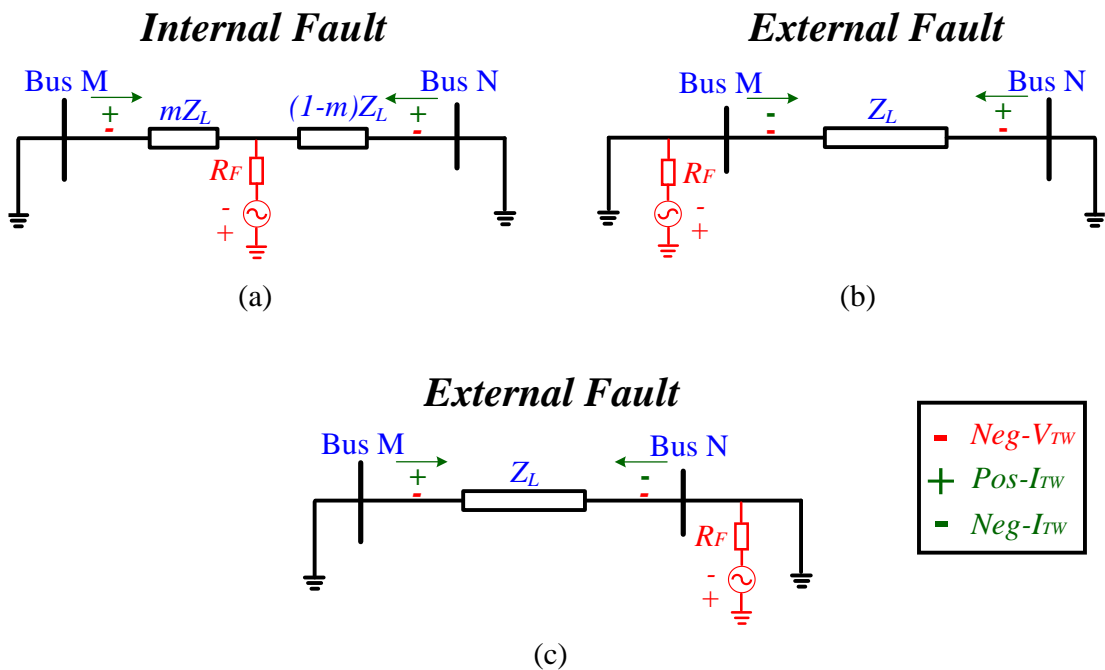 Internal Fault
Bus M
+
-
mZL
(1-m)ZL
+
-
Bus N
RF
-
+
(a)
External Fault
Bus M
-
-
ZL
+
-
Bus N
RF
-
+
(b)
External Fault
Bus M
+
-
ZL
-
-
Bus N
RF
-
+
(c)
- Neg-VTW
+ Pos-ITW
- Neg-ITW